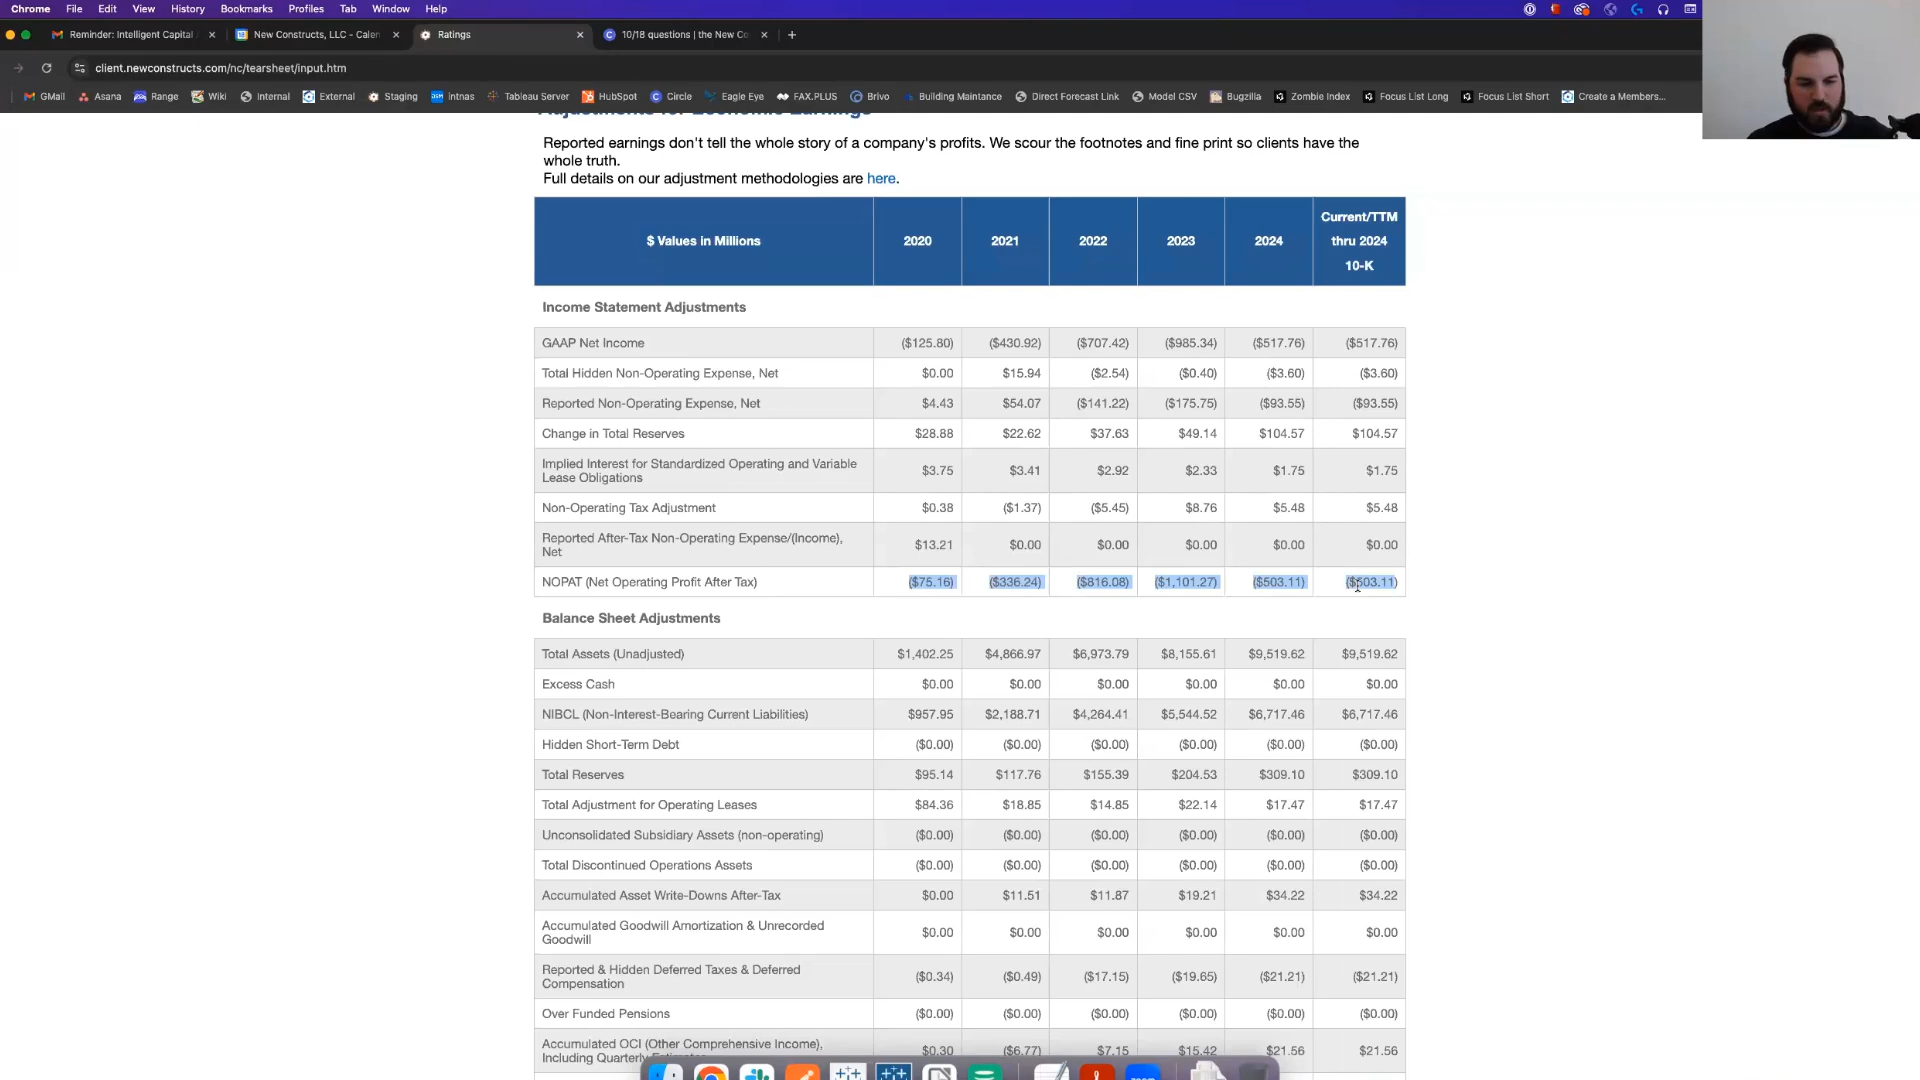 Chrome File Edit View History Bookmarks Profiles Tab Window Help
Reminder: Intelligent Capital New Constructs, LLC - Calen Ratings 10/18 questions | the New Co
client.newconstructs.com/nc/tearsheet/input.htm
GMail Asana Range Wiki Internal External Staging intnas Tableau Server HubSpot Circle Eagle Eye FAX.PLUS Brivo Building Maintance Direct Forecast Link Model CSV Bugzilla Zombie Index Focus List Long Focus List Short Create a Members...
Adjustments for Economic Earnings
Reported earnings don't tell the whole story of a company's profits. We scour the footnotes and fine print so clients have the
whole truth.
Full details on our adjustment methodologies are here.
$ Values in Millions 2020 2021 2022 2023 2024 Current/TTM
thru 2024
10-K
Income Statement Adjustments
GAAP Net Income ($125.80) ($430.92) ($707.42) ($985.34) ($517.76) ($517.76)
Total Hidden Non-Operating Expense, Net $0.00 $15.94 ($2.54) ($0.40) ($3.60) ($3.60)
Reported Non-Operating Expense, Net $4.43 $54.07 ($141.22) ($175.75) ($93.55) ($93.55)
Change in Total Reserves $28.88 $22.62 $37.63 $49.14 $104.57 $104.57
Implied Interest for Standardized Operating and Variable
Lease Obligations $3.75 $3.41 $2.92 $2.33 $1.75 $1.75
Non-Operating Tax Adjustment $0.38 ($1.37) ($5.45) $8.76 $5.48 $5.48
Reported After-Tax Non-Operating Expense/(Income),
Net $13.21 $0.00 $0.00 $0.00 $0.00 $0.00
NOPAT (Net Operating Profit After Tax) ($75.16) ($336.24) ($816.08) ($1,101.27) ($503.11) ($503.11)
Balance Sheet Adjustments
Total Assets (Unadjusted) $1,402.25 $4,866.97 $6,973.79 $8,155.61 $9,519.62 $9,519.62
Excess Cash $0.00 $0.00 $0.00 $0.00 $0.00 $0.00
NIBCL (Non-Interest-Bearing Current Liabilities) $957.95 $2,188.71 $4,264.41 $5,544.52 $6,717.46 $6,717.46
Hidden Short-Term Debt ($0.00) ($0.00) ($0.00) ($0.00) ($0.00) ($0.00)
Total Reserves $95.14 $117.76 $155.39 $204.53 $309.10 $309.10
Total Adjustment for Operating Leases $84.36 $18.85 $14.85 $22.14 $17.47 $17.47
Unconsolidated Subsidiary Assets (non-operating) ($0.00) ($0.00) ($0.00) ($0.00) ($0.00) ($0.00)
Total Discontinued Operations Assets ($0.00) ($0.00) ($0.00) ($0.00) ($0.00) ($0.00)
Accumulated Asset Write-Downs After-Tax $0.00 $11.51 $11.87 $19.21 $34.22 $34.22
Accumulated Goodwill Amortization & Unrecorded
Goodwill $0.00 $0.00 $0.00 $0.00 $0.00 $0.00
Reported & Hidden Deferred Taxes & Deferred
Compensation ($0.34) ($0.49) ($17.15) ($19.65) ($21.21) ($21.21)
Over Funded Pensions ($0.00) ($0.00) ($0.00) ($0.00) ($0.00) ($0.00)
Accumulated OCI (Other Comprehensive Income),
Including Quarterly Estimates $0.30 ($6.77) $7.15 $15.42 $21.56 $21.56
zoom